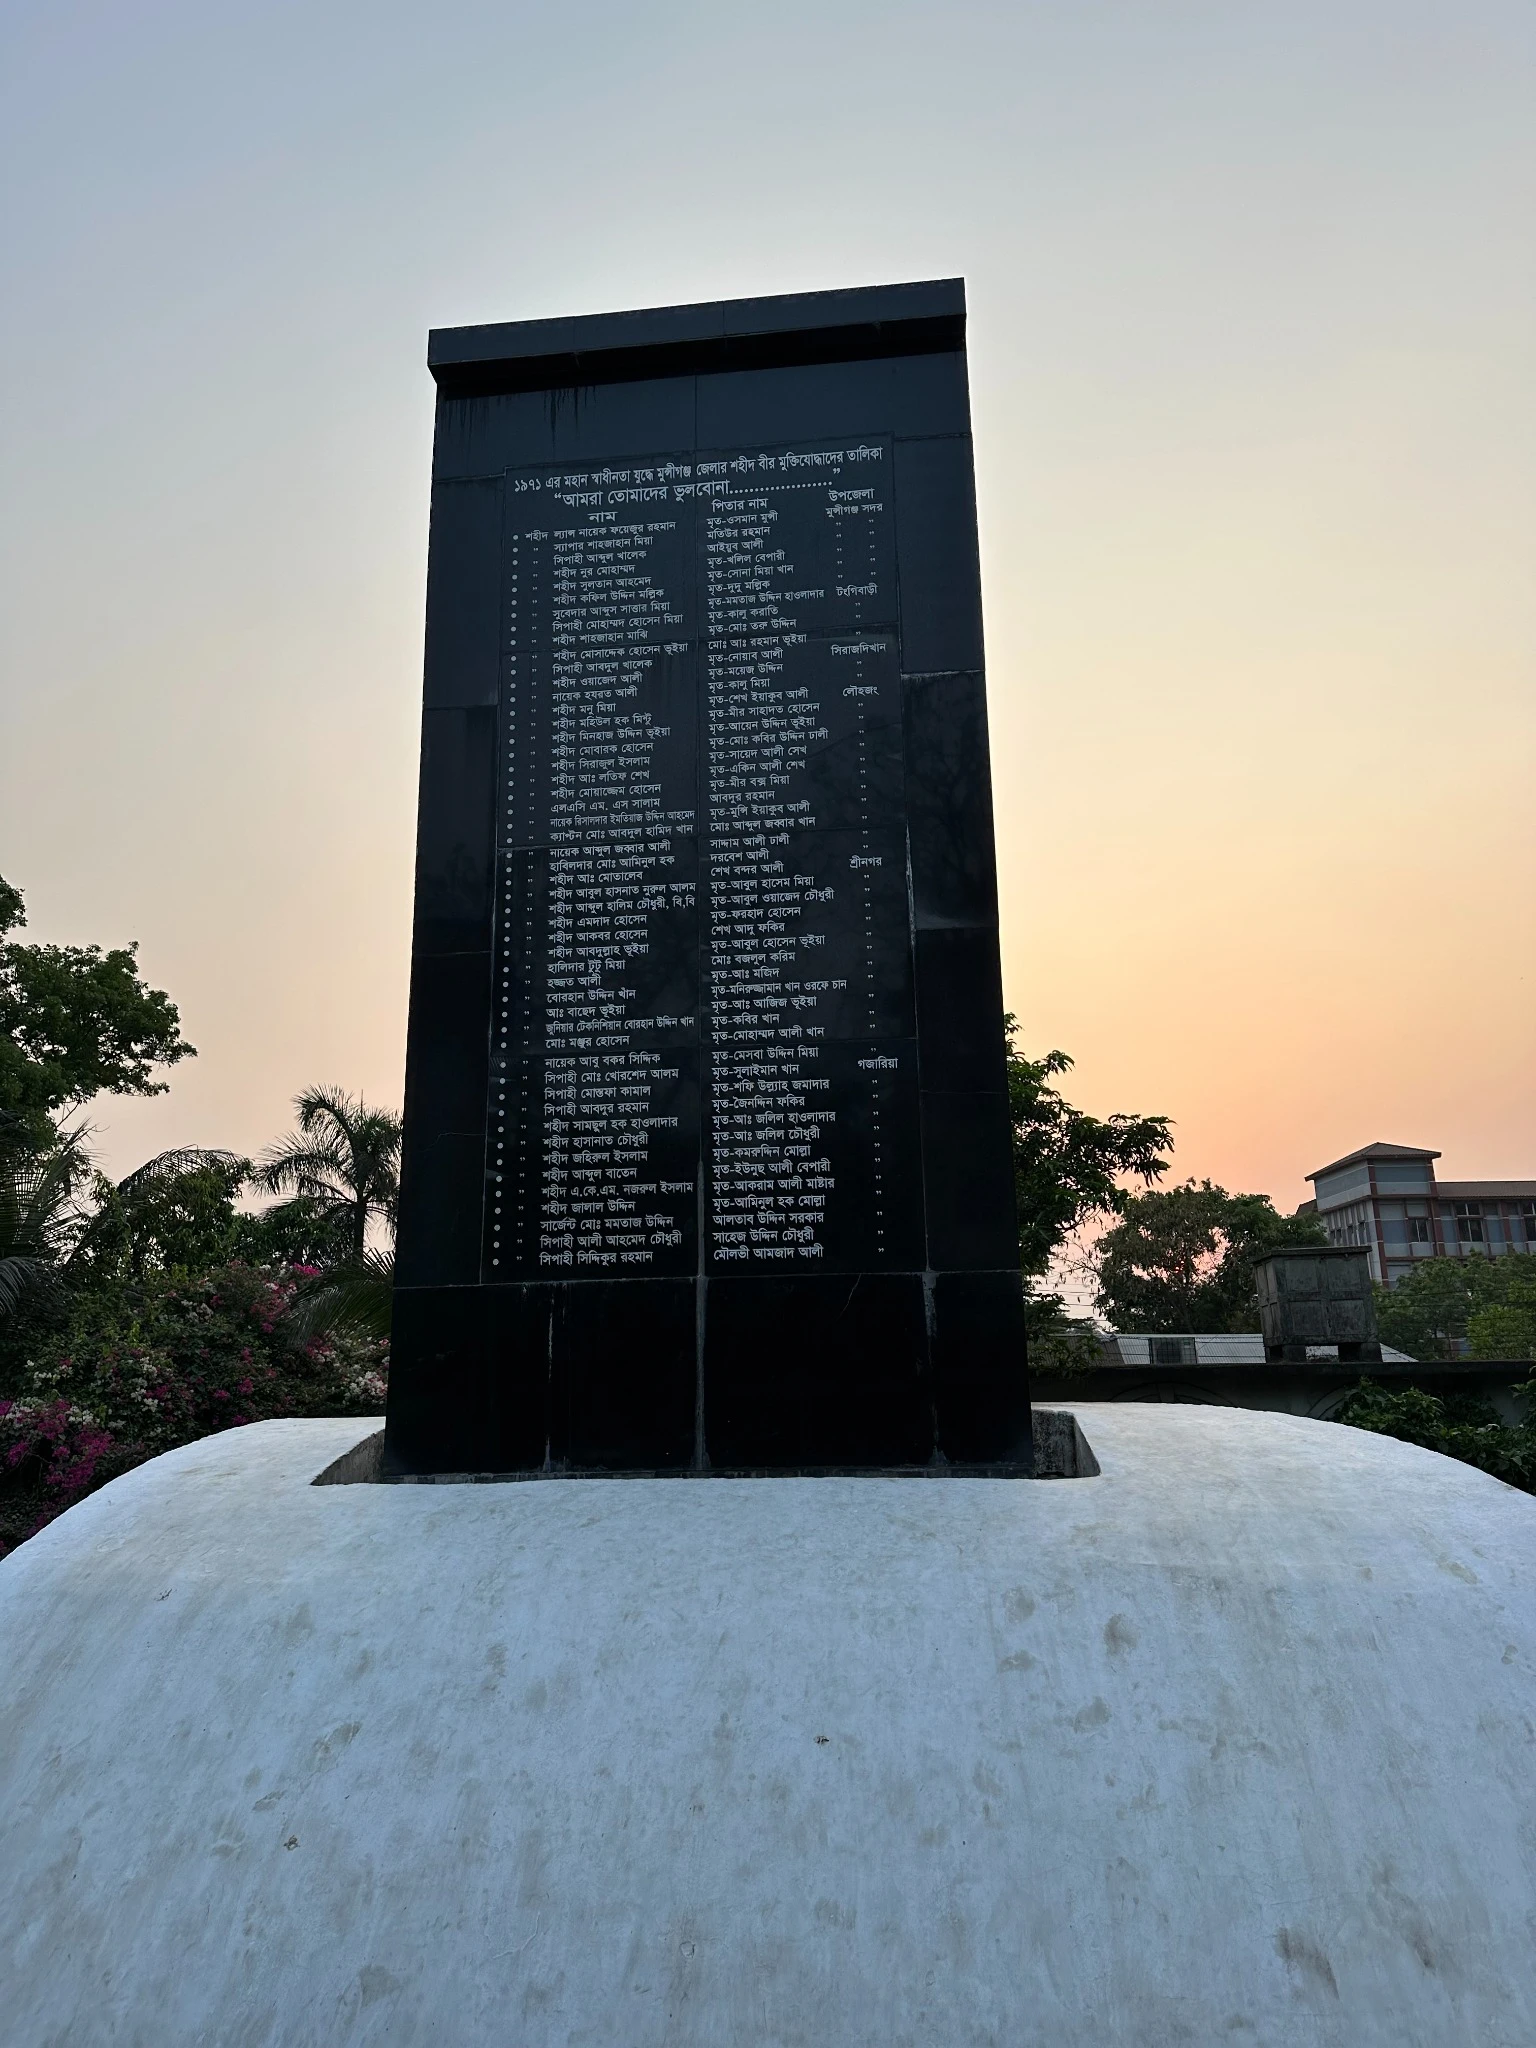 ১৯৭১ এর মহান স্বাধীনতা যুদ্ধে মুন্সীগঞ্জ জেলার শহীদ বীর মুক্তিযোদ্ধাদের তালিকা
“আমরা তোমাদের ভুলবোনা....................”
নাম পিতার নাম উপজেলা
• শহীদ ল্যান্স নায়েক ফয়েজুর রহমান মৃত-ওসমান মুন্সী মুন্সীগঞ্জ সদর
• " স্যাপার শাহজাহান মিয়া মতিউর রহমান " "
• " সিপাহী আব্দুল খালেক আইয়ুব আলী " "
• " শহীদ নুর মোহাম্মদ মৃত-খলিল বেপারী " "
• " শহীদ সুলতান আহমেদ মৃত-সোনা মিয়া খান " "
• " শহীদ কফিল উদ্দিন মল্লিক মৃত-দুদু মল্লিক " "
• " সুবেদার আব্দুস সাত্তার মিয়া মৃত-মমতাজ উদ্দিন হাওলাদার টংগিবাড়ী
• " সিপাহী মোহাম্মদ হোসেন মিয়া মৃত-কালু করাতি "
• " শহীদ শাহজাহান মাঝি মৃত-মোঃ তরু উদ্দিন "
• " শহীদ মোসাদ্দেক হোসেন ভূইয়া মোঃ আঃ রহমান ভূইয়া "
• " সিপাহী আবদুল খালেক মৃত-নোয়াব আলী সিরাজদিখান
• " শহীদ ওয়াজেদ আলী মৃত-ময়েজ উদ্দিন "
• " নায়েক হযরত আলী মৃত-কালু মিয়া "
• " শহীদ মনু মিয়া মৃত-শেখ ইয়াকুব আলী লৌহজং
• " শহীদ মহিউল হক মিন্টু মৃত-মীর সাহাদত হোসেন "
• " শহীদ মিনহাজ উদ্দিন ভূইয়া মৃত-আয়েন উদ্দিন ভূইয়া "
• " শহীদ মোবারক হোসেন মৃত-মোঃ কবির উদ্দিন ঢালী "
• " শহীদ সিরাজুল ইসলাম মৃত-সায়েদ আলী সেখ "
• " শহীদ আঃ লতিফ শেখ মৃত-একিন আলী শেখ "
• " শহীদ মোয়াজ্জেম হোসেন মৃত-মীর বক্স মিয়া "
• " এলএসি এম. এস সালাম আবদুর রহমান "
• " নায়েক রিসালদার ইমতিয়াজ উদ্দিন আহমেদ মৃত-মুন্সি ইয়াকুব আলী "
• " ক্যাপ্টন মোঃ আবদুল হামিদ খান মোঃ আব্দুল জব্বার খান "
• " নায়েক আব্দুল জব্বার আলী সাদ্দাম আলী ঢালী "
• " হাবিলদার মোঃ আমিনুল হক দরবেশ আলী "
• " শহীদ আঃ মোতালেব শেখ বন্দর আলী শ্রীনগর
• " শহীদ আবুল হাসনাত নুরুল আলম মৃত-আবুল হাসেম মিয়া "
• " শহীদ আব্দুল হালিম চৌধুরী, বি,বি মৃত-আবুল ওয়াজেদ চৌধুরী "
• " শহীদ এমদাদ হোসেন মৃত-ফরহাদ হোসেন "
• " শহীদ আকবর হোসেন শেখ আদু ফকির "
• " শহীদ আবদুল্লাহ ভূইয়া মৃত-আবুল হোসেন ভূইয়া "
• " হালিদার টুটু মিয়া মোঃ বজলুল করিম "
• " হজ্জত আলী মৃত-আঃ মজিদ "
• " বোরহান উদ্দিন খাঁন মৃত-মনিরুজ্জামান খান ওরফে চান "
• " আঃ বাছেদ ভূইয়া মৃত-আঃ আজিজ ভূইয়া "
• " জুনিয়ার টেকনিশিয়ান বোরহান উদ্দিন খান মৃত-কবির খান "
• " মোঃ মঞ্জুর হোসেন মৃত-মোহাম্মদ আলী খান "
• " নায়েক আবু বকর সিদ্দিক মৃত-মেসবা উদ্দিন মিয়া "
• " সিপাহী মোঃ খোরশেদ আলম মৃত-সুলাইমান খান গজারিয়া
• " সিপাহী মোস্তফা কামাল মৃত-শফি উল্ল্যাহ জমাদার "
• " সিপাহী আবদুর রহমান মৃত-জৈনদ্দিন ফকির "
• " শহীদ সামছুল হক হাওলাদার মৃত-আঃ জলিল হাওলাদার "
• " শহীদ হাসানাত চৌধুরী মৃত-আঃ জলিল চৌধুরী "
• " শহীদ জহিরুল ইসলাম মৃত-কমরুদ্দিন মোল্লা "
• " শহীদ আব্দুল বাতেন মৃত-ইউনুছ আলী বেপারী "
• " শহীদ এ.কে.এম. নজরুল ইসলাম মৃত-আকরাম আলী মাষ্টার "
• " শহীদ জালাল উদ্দিন মৃত-আমিনুল হক মোল্লা "
• " সার্জেন্ট মোঃ মমতাজ উদ্দিন আলতাব উদ্দিন সরকার "
• " সিপাহী আলী আহমেদ চৌধুরী সাহেজ উদ্দিন চৌধুরী "
• " সিপাহী সিদ্দিকুর রহমান মৌলভী আমজাদ আলী "